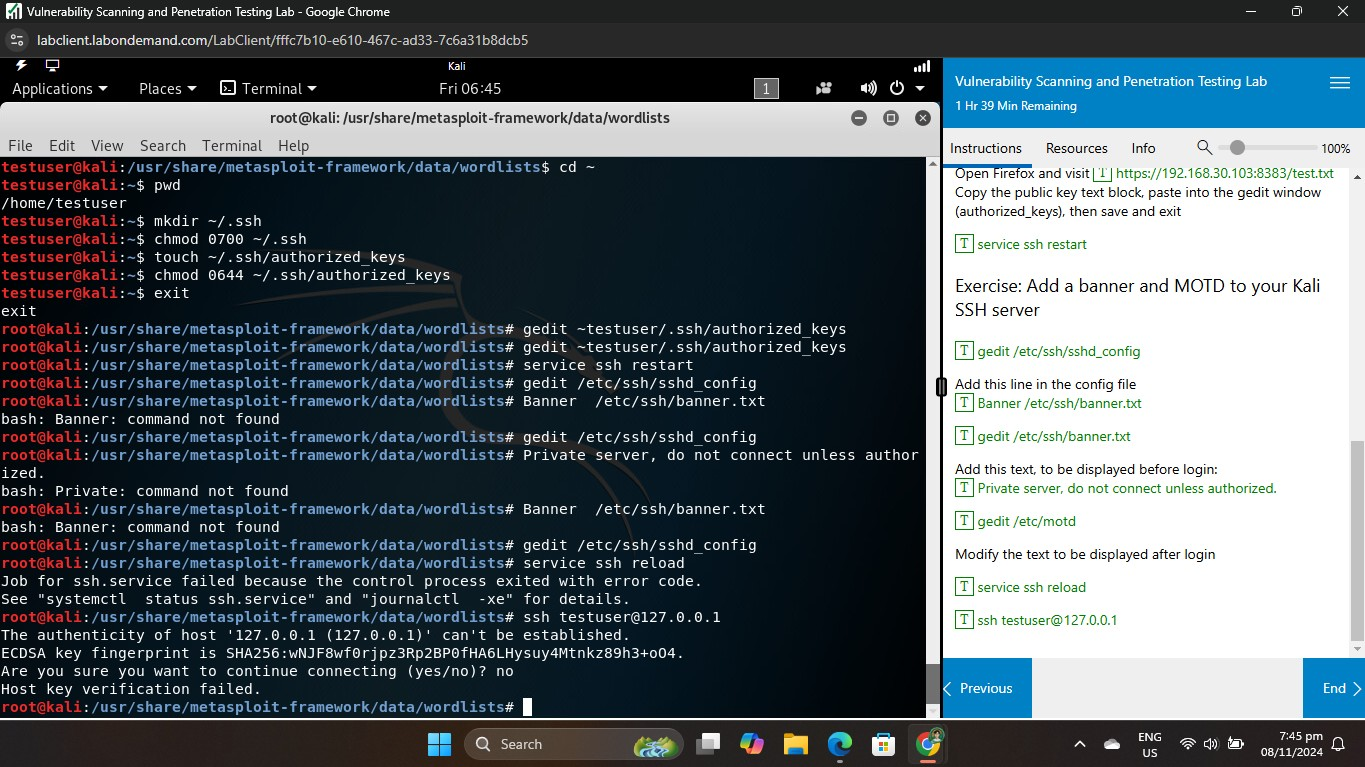 Vulnerability Scanning and Penetration Testing Lab - Google Chrome
labclient.labondemand.com/LabClient/fffc7b10-e610-467c-ad33-7c6a31b8dcb5
Kali
Applications Places Terminal Fri 06:45 1
root@kali: /usr/share/metasploit-framework/data/wordlists
File Edit View Search Terminal Help
testuser@kali:/usr/share/metasploit-framework/data/wordlists$ cd ~
testuser@kali:~$ pwd
/home/testuser
testuser@kali:~$ mkdir ~/.ssh
testuser@kali:~$ chmod 0700 ~/.ssh
testuser@kali:~$ touch ~/.ssh/authorized_keys
testuser@kali:~$ chmod 0644 ~/.ssh/authorized_keys
testuser@kali:~$ exit
exit
root@kali:/usr/share/metasploit-framework/data/wordlists# gedit ~testuser/.ssh/authorized_keys
root@kali:/usr/share/metasploit-framework/data/wordlists# gedit ~testuser/.ssh/authorized_keys
root@kali:/usr/share/metasploit-framework/data/wordlists# service ssh restart
root@kali:/usr/share/metasploit-framework/data/wordlists# gedit /etc/ssh/sshd_config
root@kali:/usr/share/metasploit-framework/data/wordlists# Banner  /etc/ssh/banner.txt
bash: Banner: command not found
root@kali:/usr/share/metasploit-framework/data/wordlists# gedit /etc/ssh/sshd_config
root@kali:/usr/share/metasploit-framework/data/wordlists# Private server, do not connect unless author
ized.
bash: Private: command not found
root@kali:/usr/share/metasploit-framework/data/wordlists# Banner  /etc/ssh/banner.txt
bash: Banner: command not found
root@kali:/usr/share/metasploit-framework/data/wordlists# gedit /etc/ssh/sshd_config
root@kali:/usr/share/metasploit-framework/data/wordlists# service ssh reload
Job for ssh.service failed because the control process exited with error code.
See "systemctl  status ssh.service" and "journalctl  -xe" for details.
root@kali:/usr/share/metasploit-framework/data/wordlists# ssh testuser@127.0.0.1
The authenticity of host '127.0.0.1 (127.0.0.1)' can't be established.
ECDSA key fingerprint is SHA256:wNJF8wf0rjpz3Rp2BP0fHA6LHysuy4Mtnkz89h3+oO4.
Are you sure you want to continue connecting (yes/no)? no
Host key verification failed.
root@kali:/usr/share/metasploit-framework/data/wordlists#
Vulnerability Scanning and Penetration Testing Lab
1 Hr 39 Min Remaining
Instructions Resources Info 100%
Open Firefox and visit T https://192.168.30.103:8383/test.txt
Copy the public key text block, paste into the gedit window
(authorized_keys), then save and exit
T service ssh restart
Exercise: Add a banner and MOTD to your Kali
SSH server
T gedit /etc/ssh/sshd_config
Add this line in the config file
T Banner /etc/ssh/banner.txt
T gedit /etc/ssh/banner.txt
Add this text, to be displayed before login:
T Private server, do not connect unless authorized.
T gedit /etc/motd
Modify the text to be displayed after login
T service ssh reload
T ssh testuser@127.0.0.1
Previous End
Search
ENG
US
7:45 pm
08/11/2024